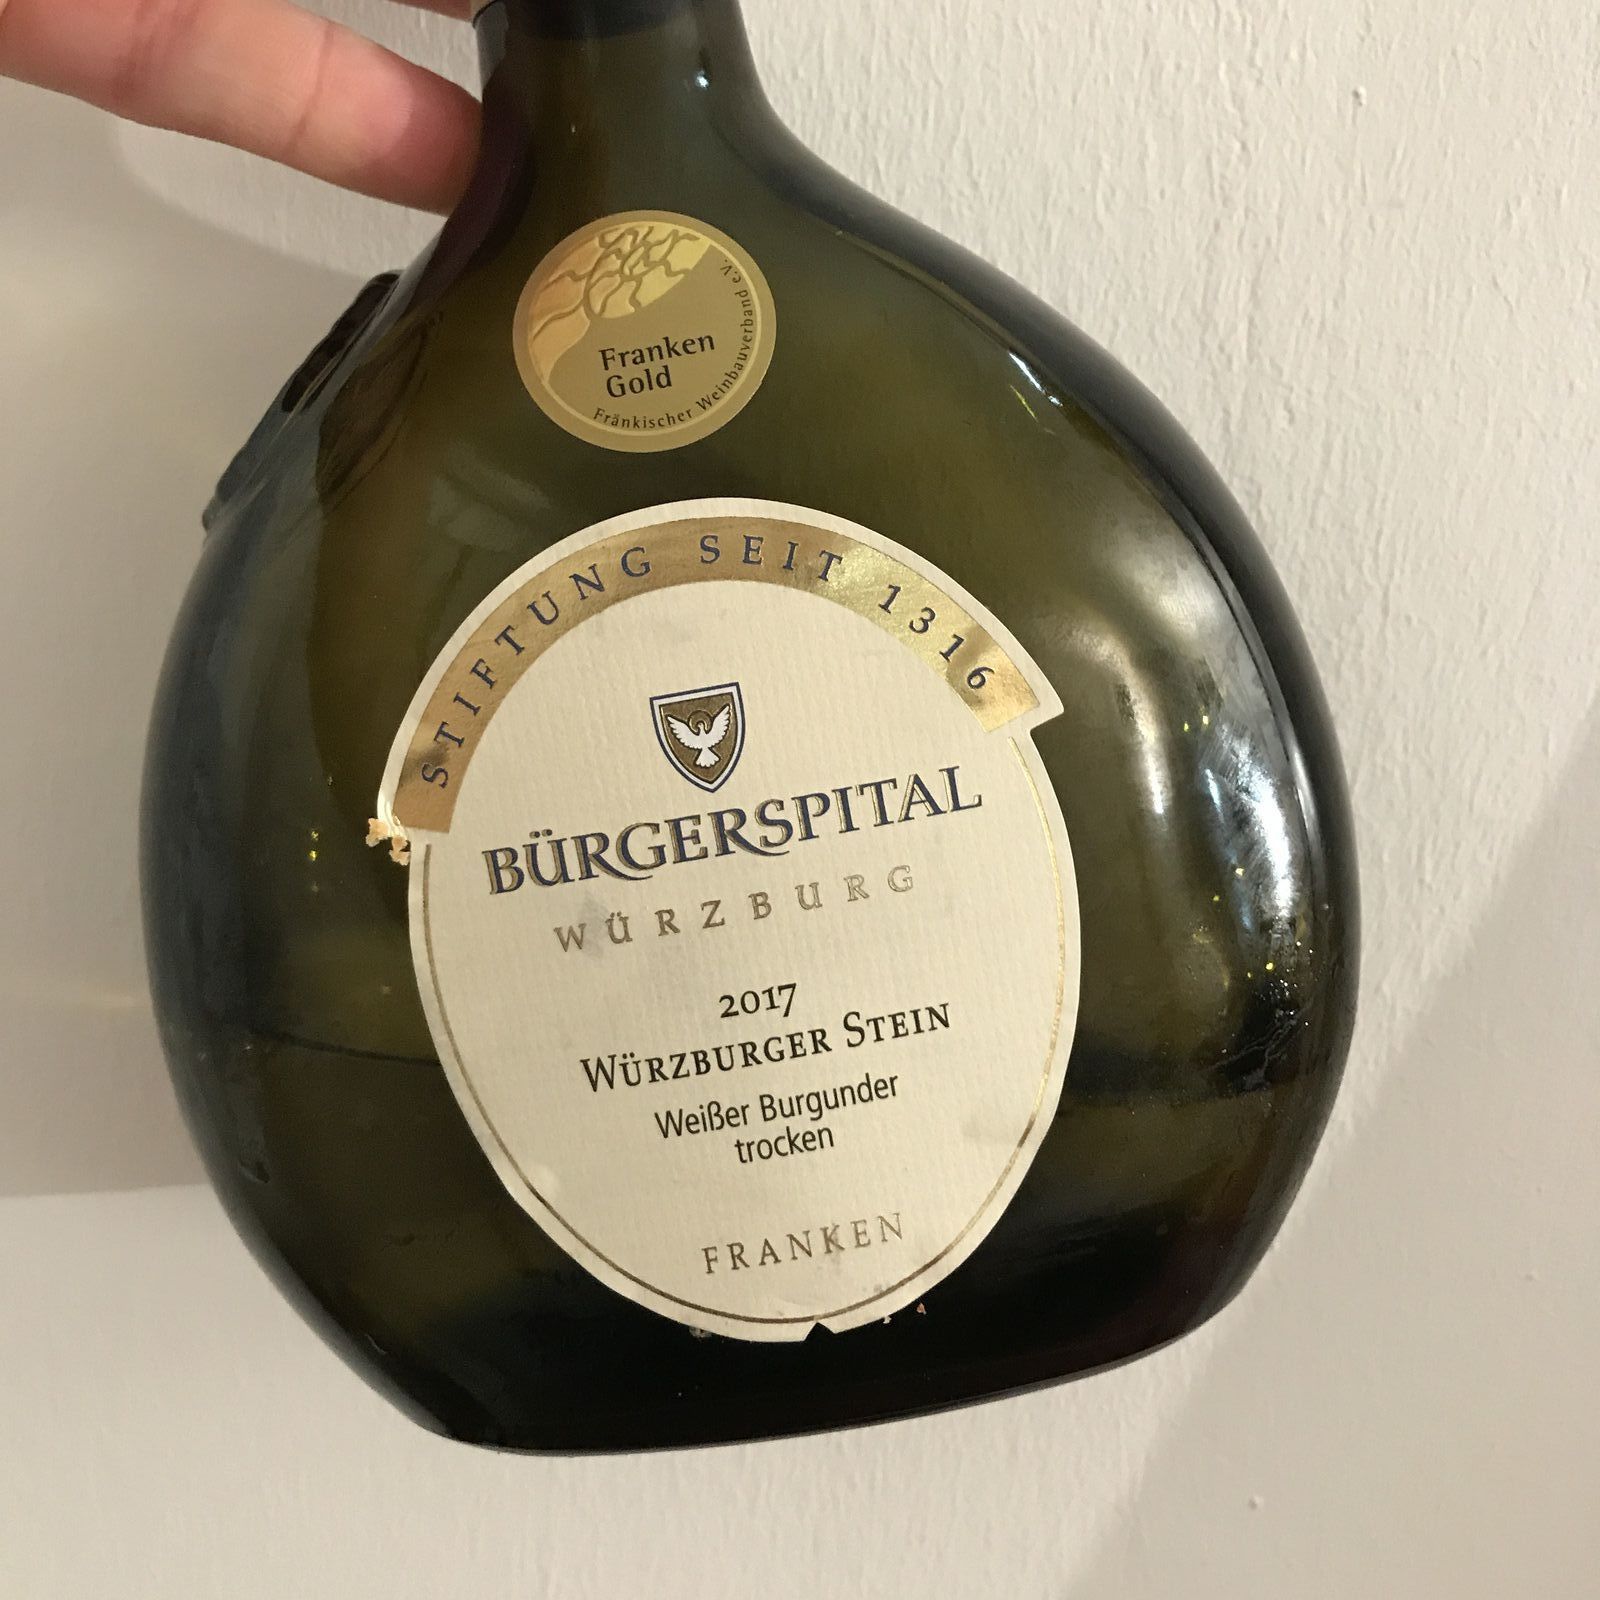 Franken
Gold
Fränkischer Weinbauverband e.V.
STIFTUNG SEIT 1316
BÜRGERSPITAL
WÜRZBURG
2017
WÜRZBURGER STEIN
Weißer Burgunder
trocken
FRANKEN